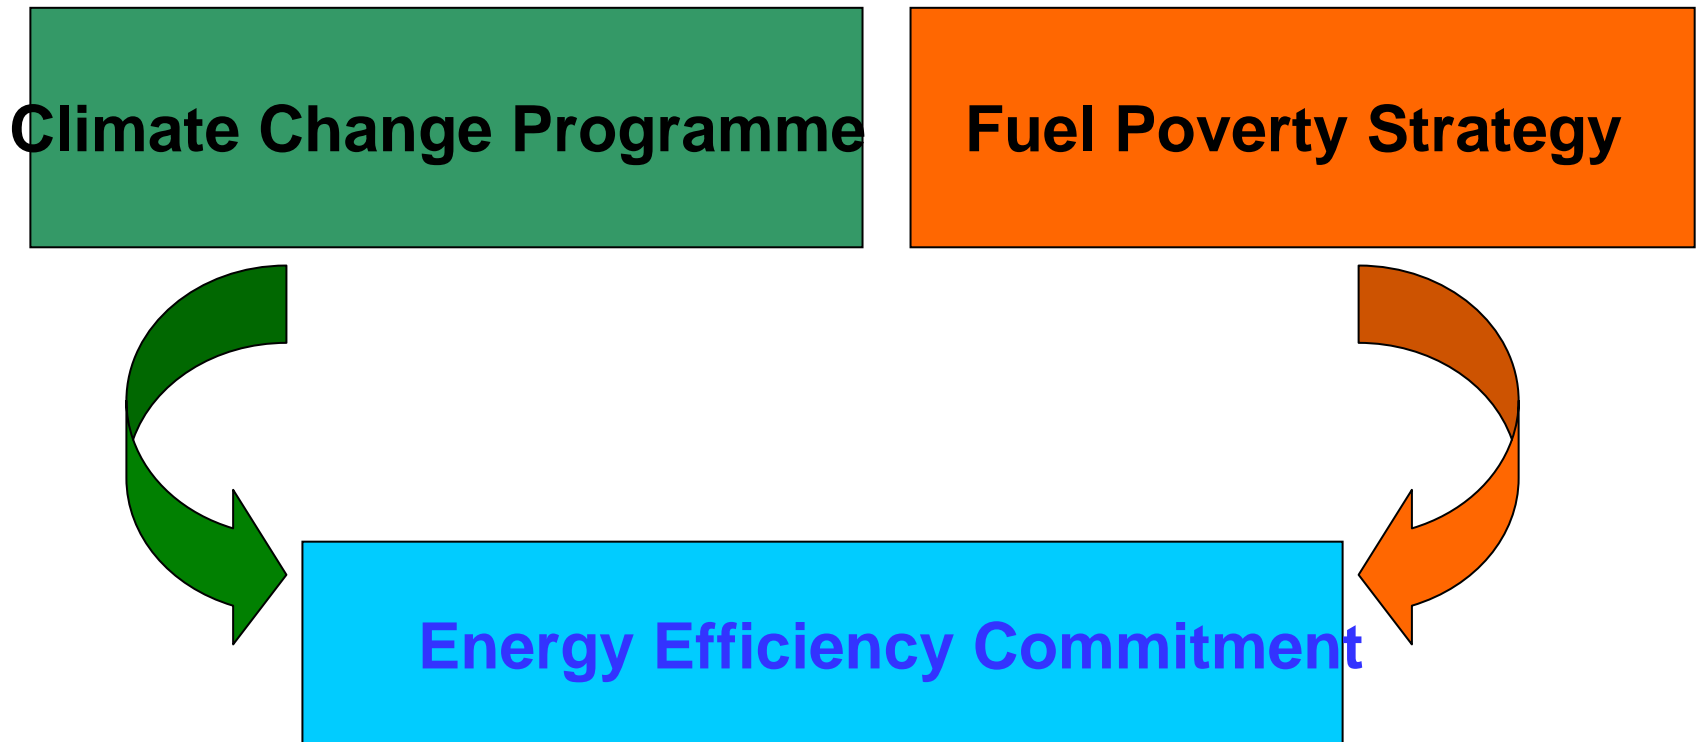 Climate Change Programme
Fuel Poverty Strategy
Energy Efficiency Commitment